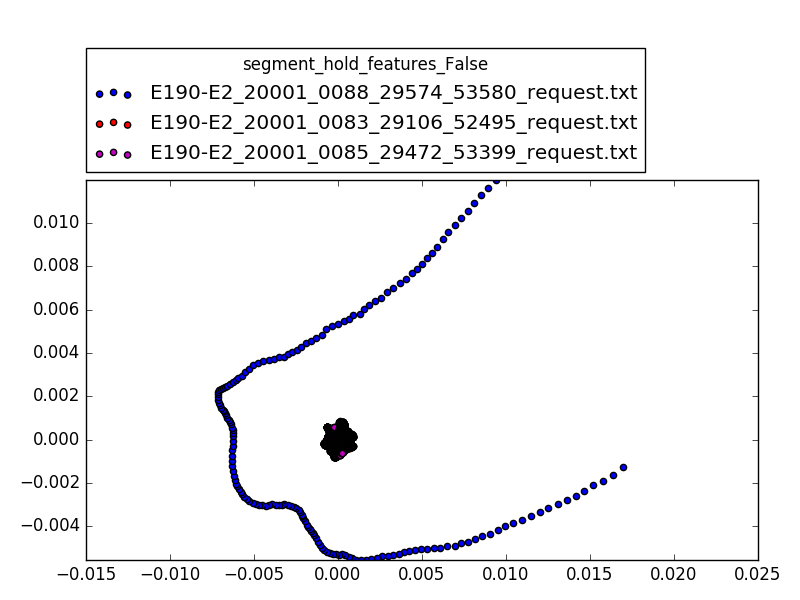 segment_hold_features_False
E190-E2_20001_0088_29574_53580_request.txt
E190-E2_20001_0083_29106_52495_request.txt
E190-E2_20001_0085_29472_53399_request.txt
0.010
0.008
0.006
0.004
0.002
0.000
−0.002
−0.004
−0.015 −0.010 −0.005 0.000 0.005 0.010 0.015 0.020 0.025